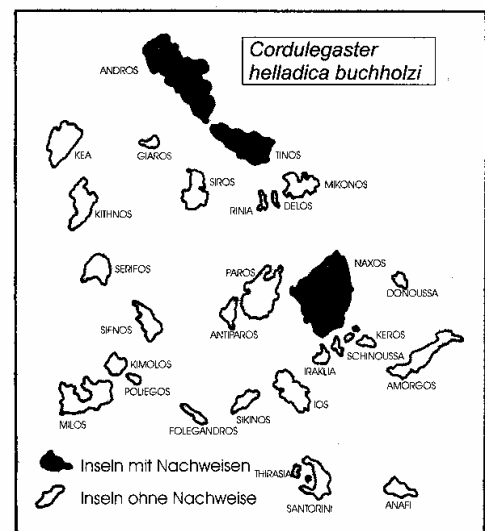 Cordulegaster
helladica buchholzi
ANDROS
TINOS
KEA
GIAROS
SIROS
MIKONOS
RINIA
DELOS
KITHNOS
SERIFOS
PAROS
NAXOS
DONOUSSA
SIFNOS
ANTIPAROS
KEROS
SCHINOUSSA
IRAKLIA
AMORGOS
KIMOLOS
POLIEGOS
MILOS
FOLEGANDROS
SIKINOS
IOS
Inseln mit Nachweisen
Inseln ohne Nachweise
THIRASIA
SANTORINI
ANAFI